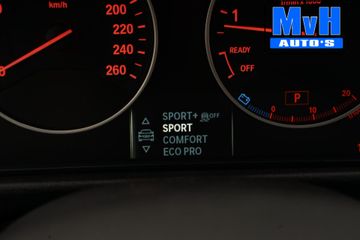 MvH
AUTO'S
km/h
200
220
240
260
0
1
READY
OFF
P
0
10
20
SPORT+ OFF
SPORT
COMFORT
ECO PRO